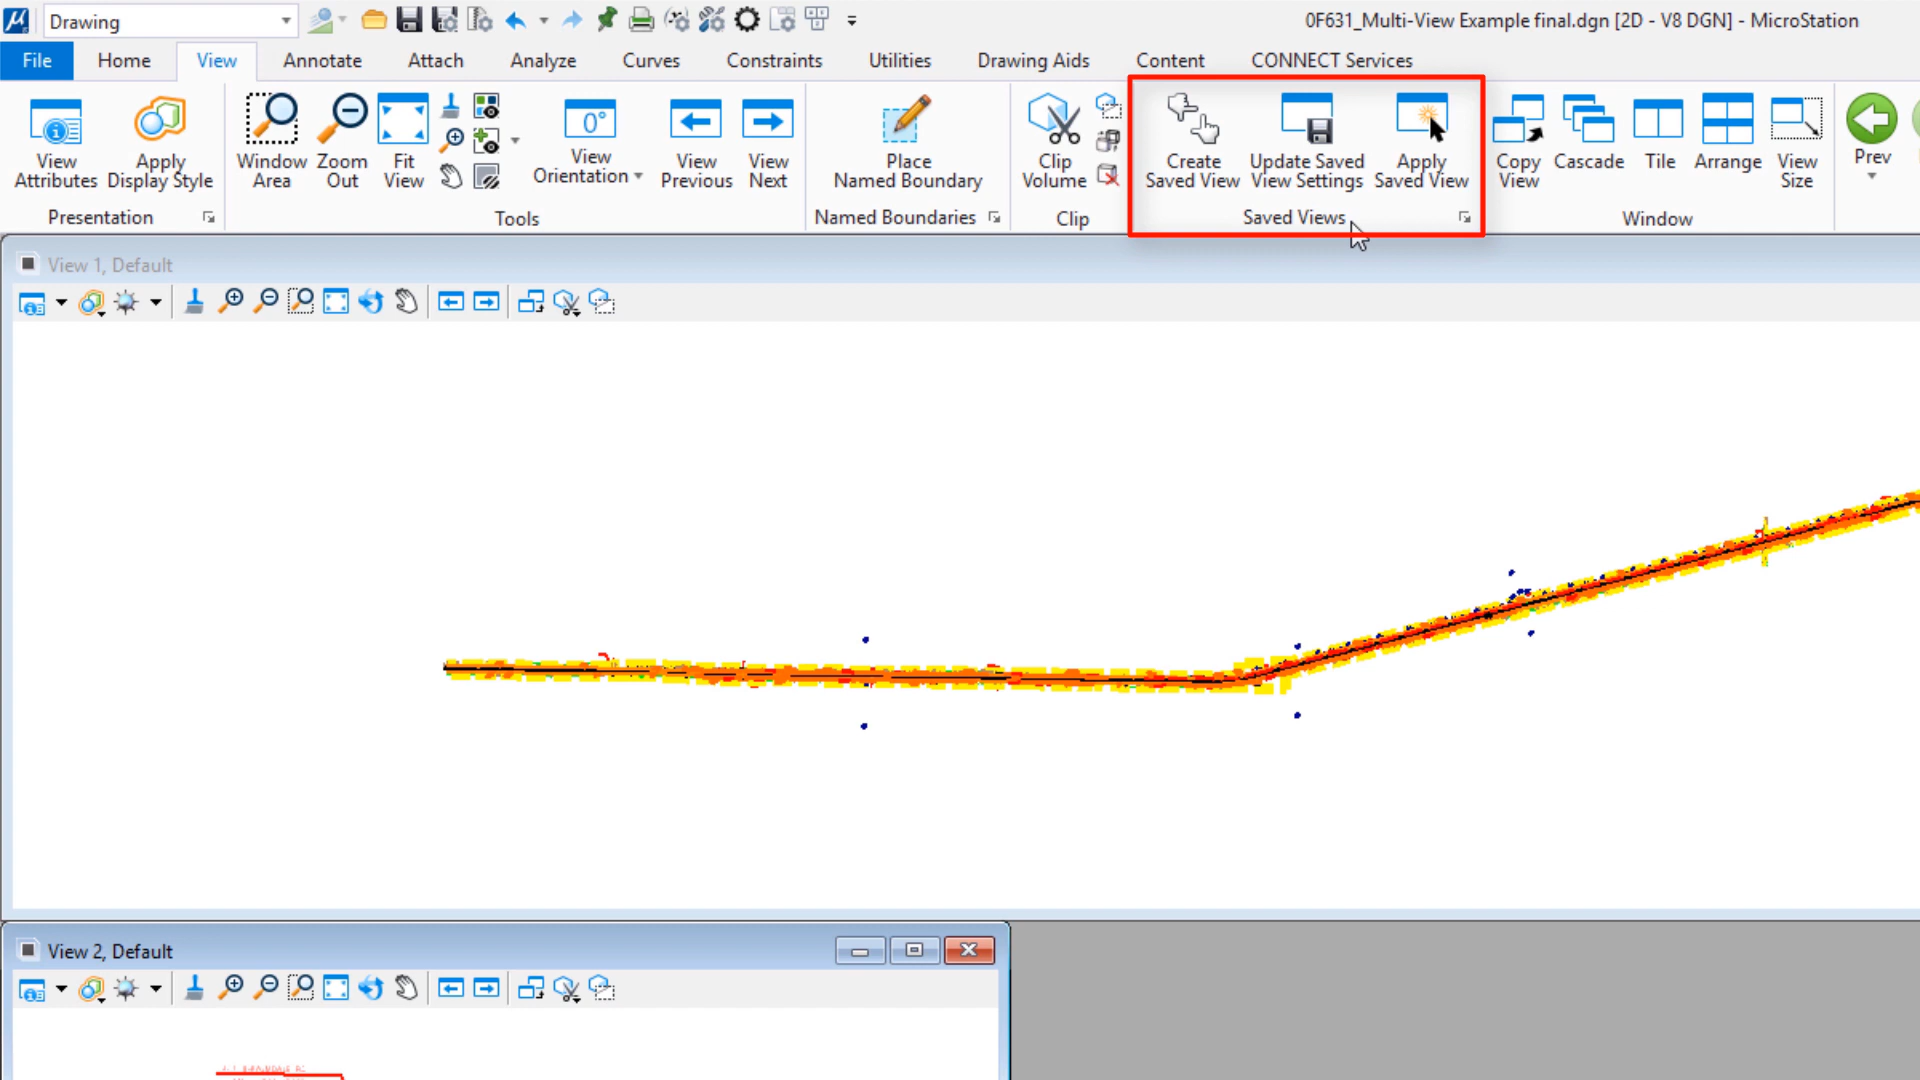 Drawing
0F631_Multi-View Example final.dgn [2D - V8 DGN] - MicroStation
File Home View Annotate Attach Analyze Curves Constraints Utilities Drawing Aids Content CONNECT Services
View Attributes
Apply Display Style
Presentation
Window Area
Zoom Out
Fit View
0°
View Orientation
View Previous
View Next
Tools
Place Named Boundary
Named Boundaries
Clip Volume
Clip
Create Saved View
Update Saved View Settings
Apply Saved View
Saved Views
Copy View
Cascade
Tile
Arrange
View Size
Window
Prev
View 1, Default
View 2, Default